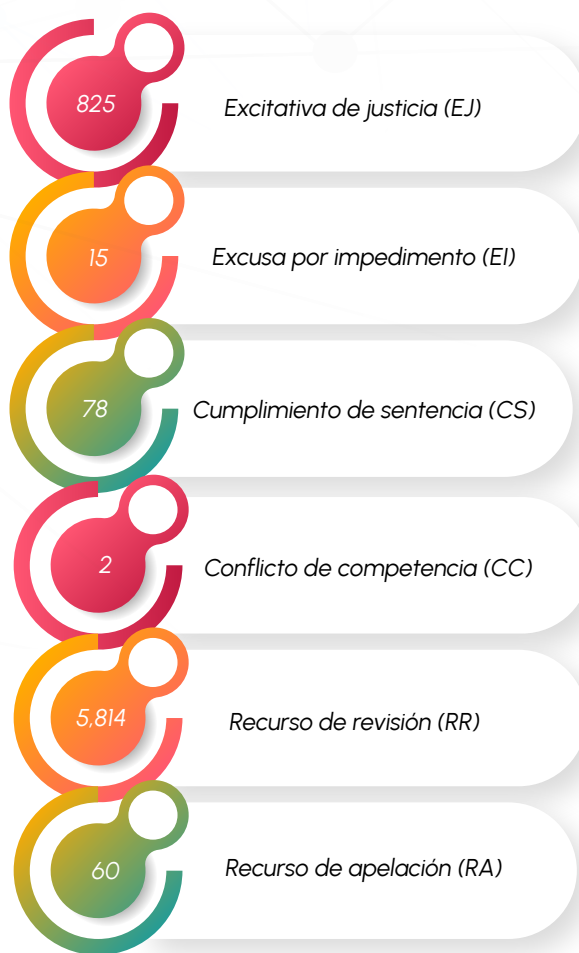 825
Excitativa de justicia (EJ)
15
Excusa por impedimento (EI)
78
Cumplimiento de sentencia (CS)
2
Conflicto de competencia (CC)
5,814
Recurso de revisión (RR)
60
Recurso de apelación (RA)